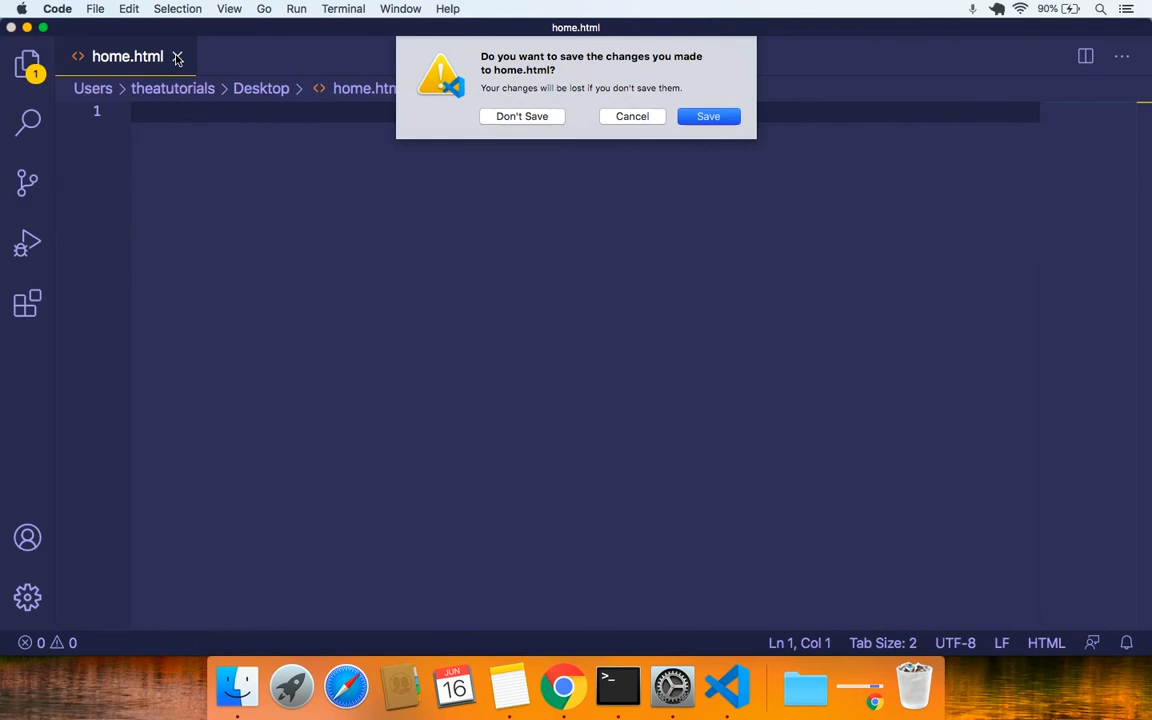 Code File Edit Selection View Go Run Terminal Window Help 90%
home.html
1
home.html
Users > theatutorials > Desktop > <> home.htm
Do you want to save the changes you made
to home.html?
Your changes will be lost if you don't save them.
Don't Save Cancel Save
1
0 0 Ln 1, Col 1 Tab Size: 2 UTF-8 LF HTML
JUN
16
>_